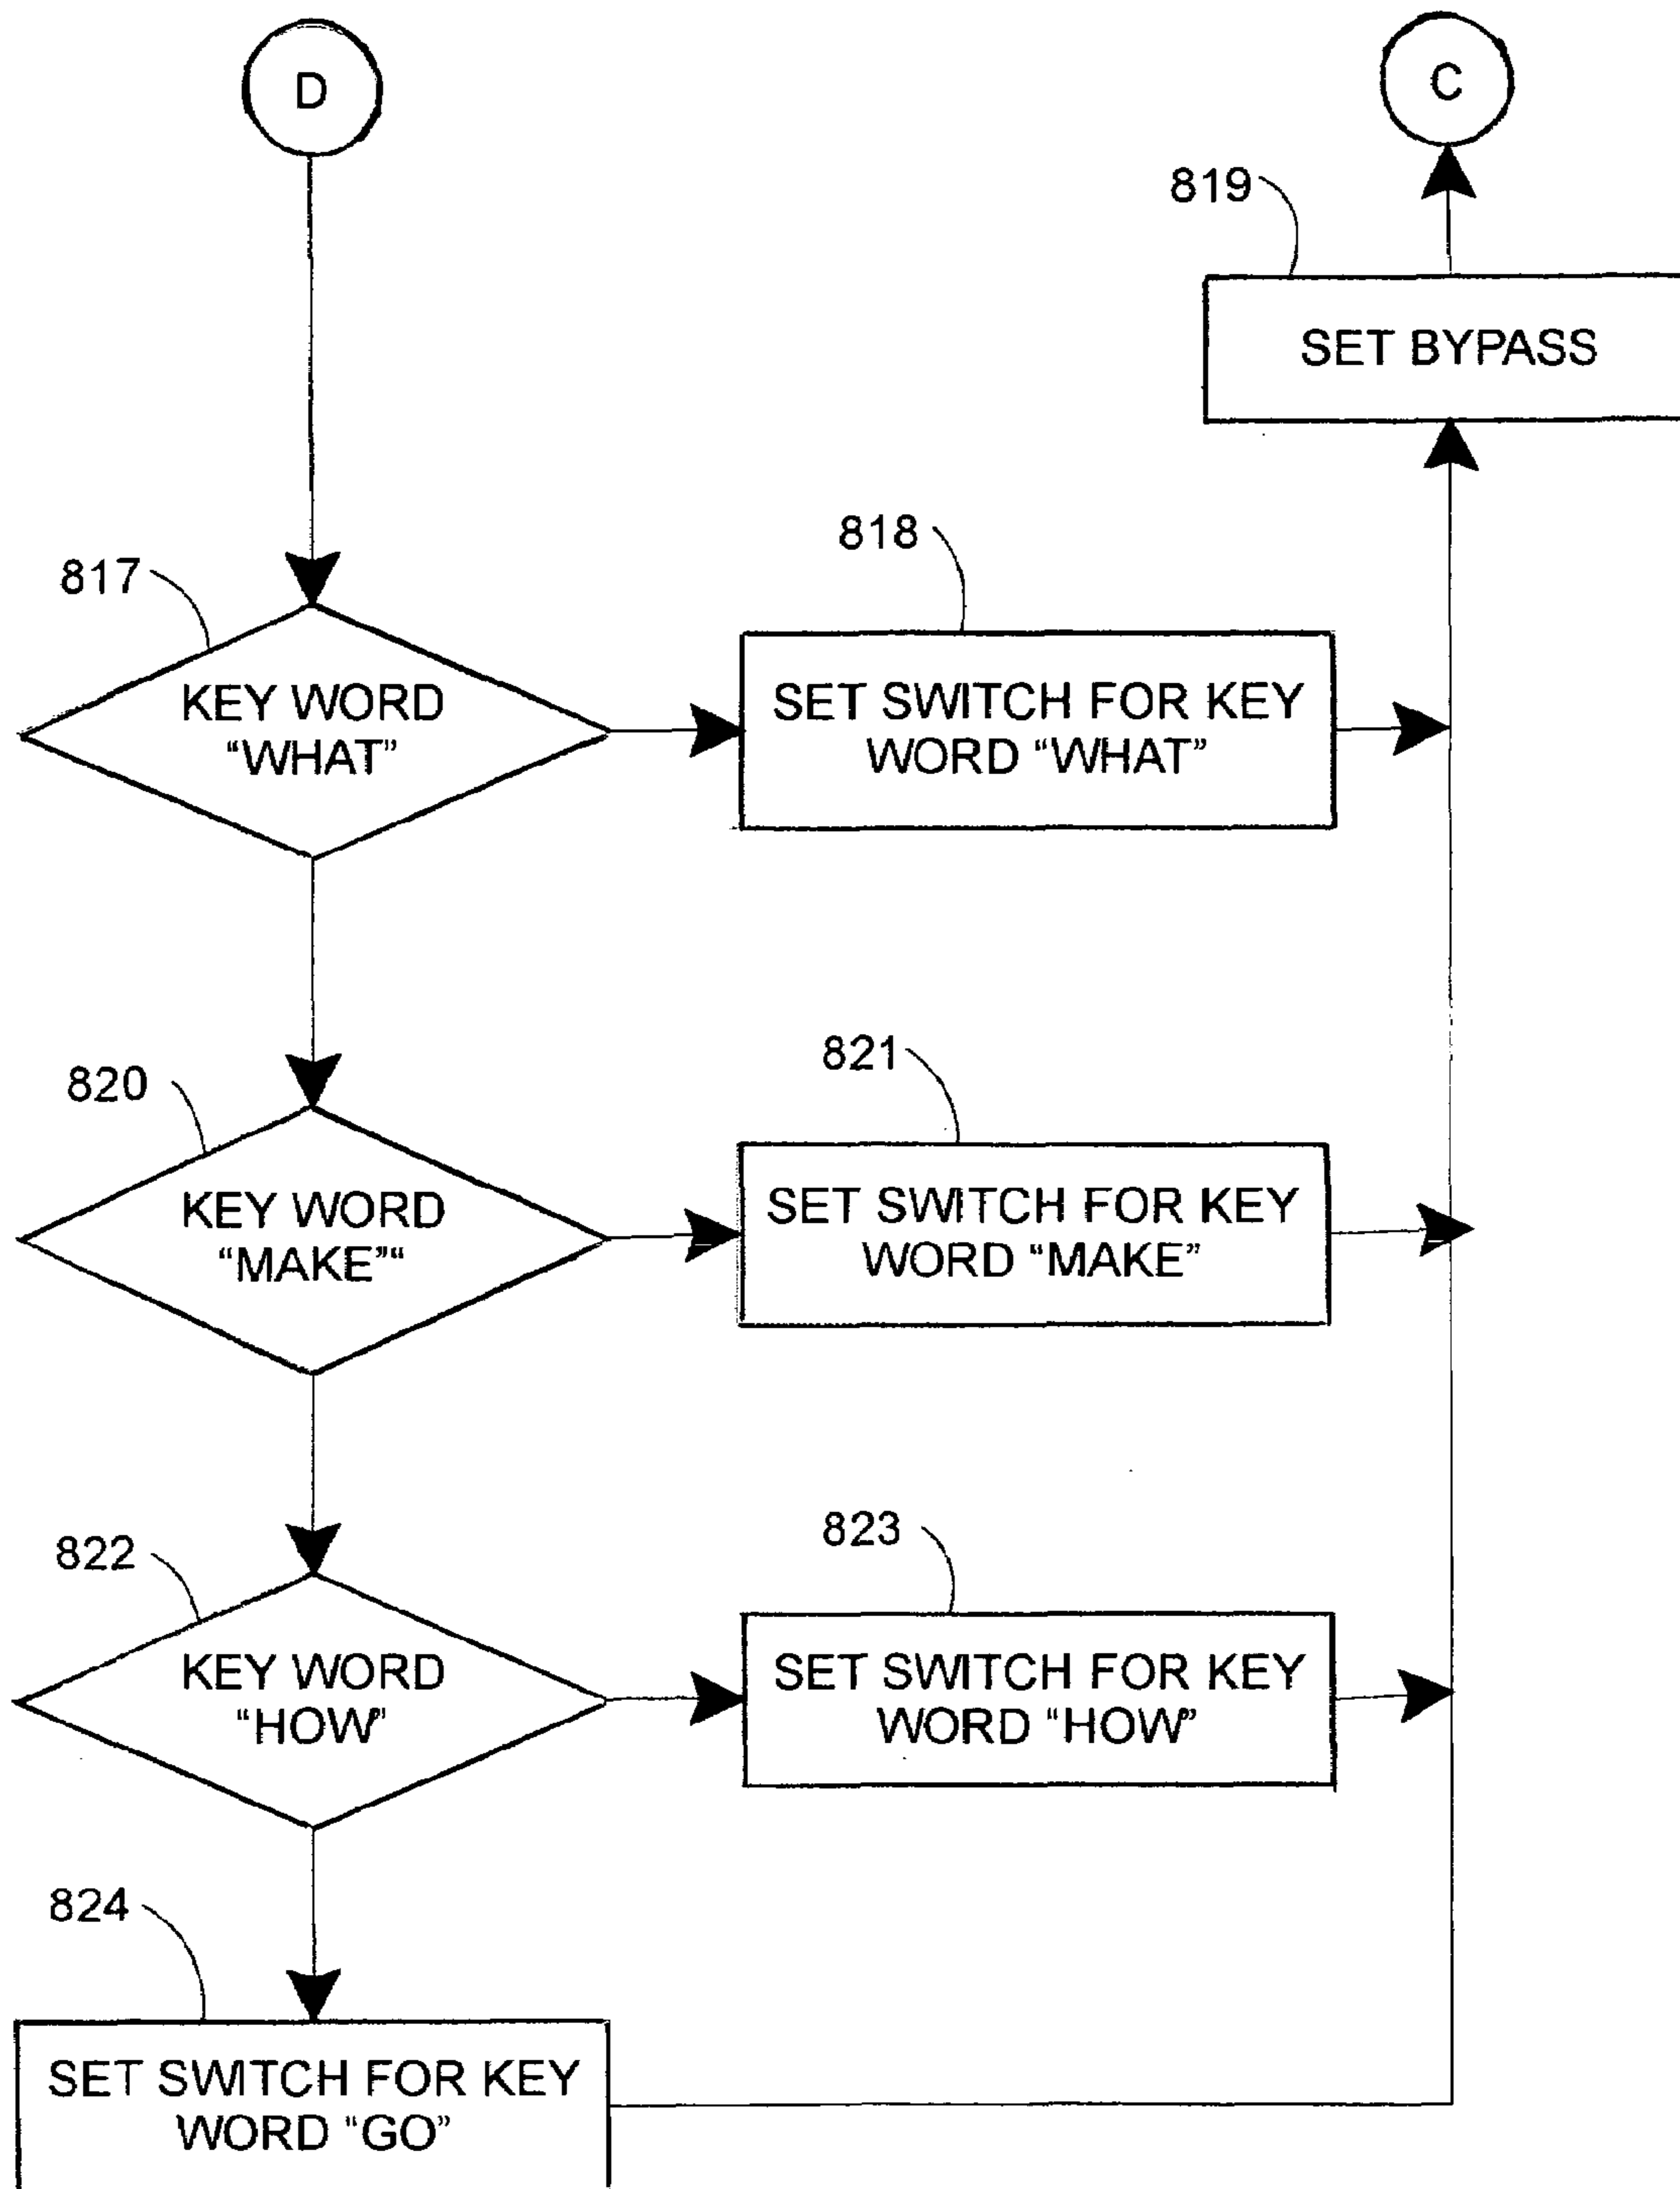 D
C
819
SET BYPASS
817
KEY WORD
“WHAT”
818
SET SWITCH FOR KEY
WORD “WHAT”
820
KEY WORD
“MAKE”“
821
SET SWITCH FOR KEY
WORD “MAKE”
822
KEY WORD
“HOW”
823
SET SWITCH FOR KEY
WORD “HOW”
824
SET SWITCH FOR KEY
WORD “GO”